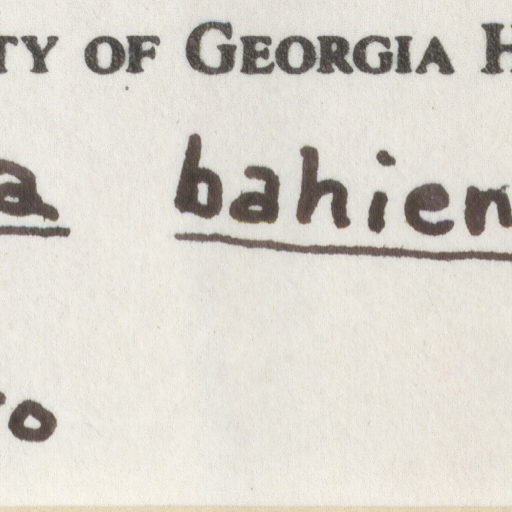 TY OF GEORGIA H
a bahien
ro